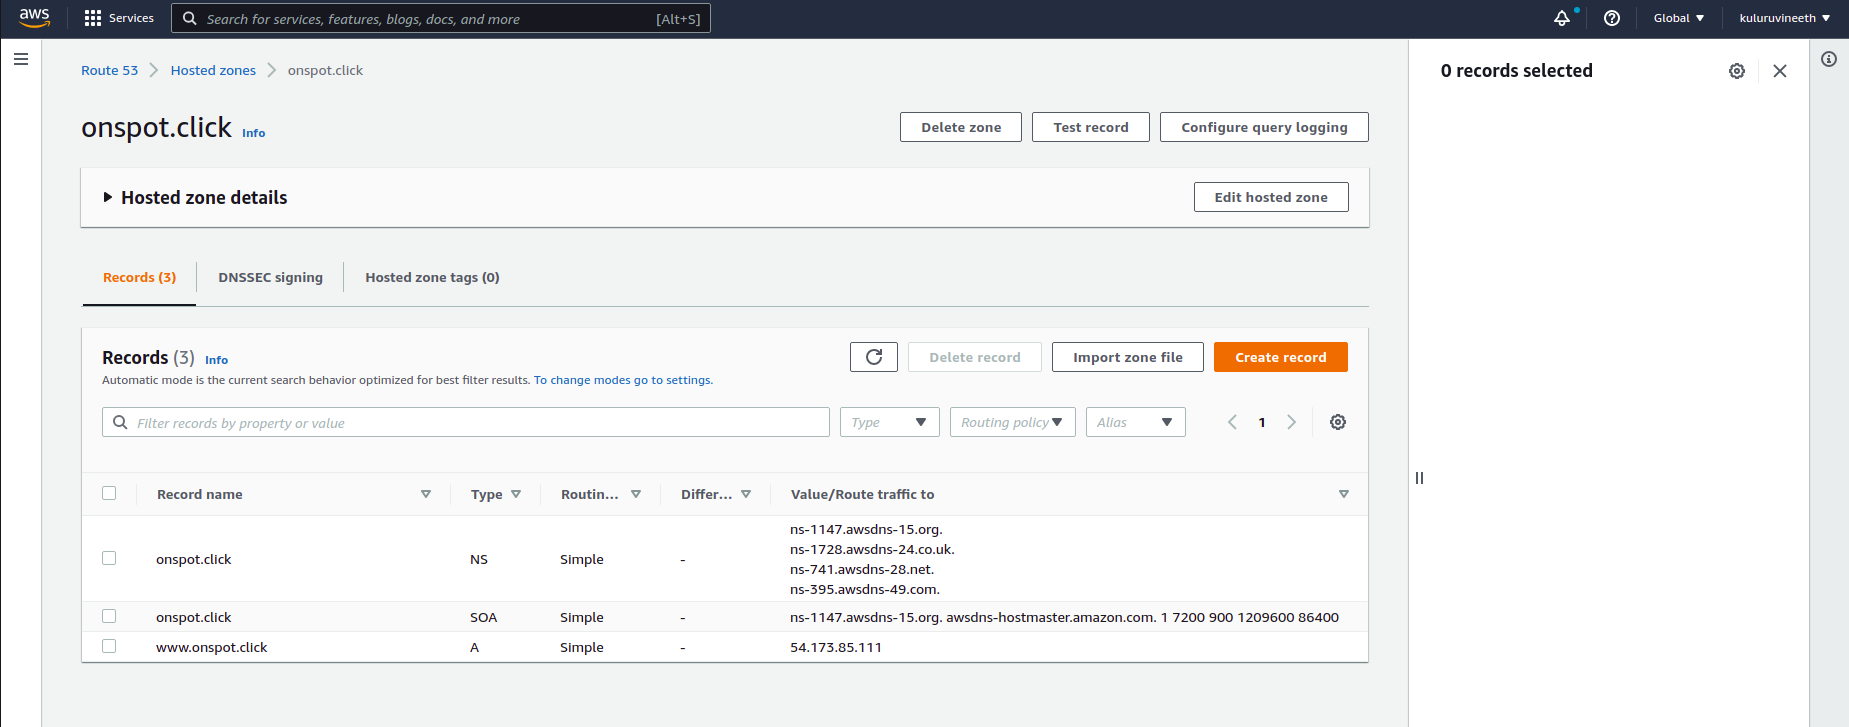 aws Services Search for services, features, blogs, docs, and more [Alt+S] Global kuluruvineeth
Route 53 Hosted zones onspot.click
0 records selected
onspot.click Info
Delete zone Test record Configure query logging
Hosted zone details Edit hosted zone
Records (3) DNSSEC signing Hosted zone tags (0)
Records (3) Info
Delete record Import zone file Create record
Automatic mode is the current search behavior optimized for best filter results. To change modes go to settings.
Filter records by property or value Type Routing policy Alias 1
Record name Type Routin... Differ... Value/Route traffic to
ns-1147.awsdns-15.org.
ns-1728.awsdns-24.co.uk.
onspot.click NS Simple -
ns-741.awsdns-28.net.
ns-395.awsdns-49.com.
onspot.click SOA Simple - ns-1147.awsdns-15.org. awsdns-hostmaster.amazon.com. 1 7200 900 1209600 86400
www.onspot.click A Simple - 54.173.85.111